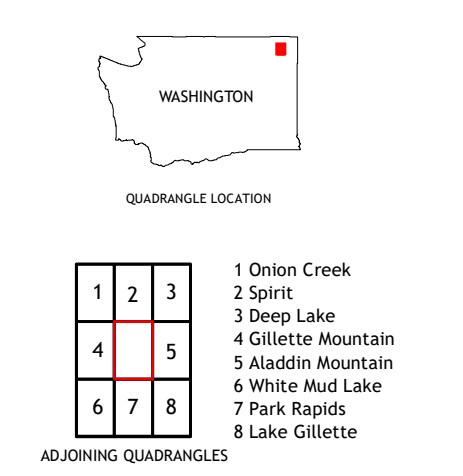 WASHINGTON
QUADRANGLE LOCATION
1 2 3
4 5
6 7 8
ADJOINING QUADRANGLES
1 Onion Creek
2 Spirit
3 Deep Lake
4 Gillette Mountain
5 Aladdin Mountain
6 White Mud Lake
7 Park Rapids
8 Lake Gillette